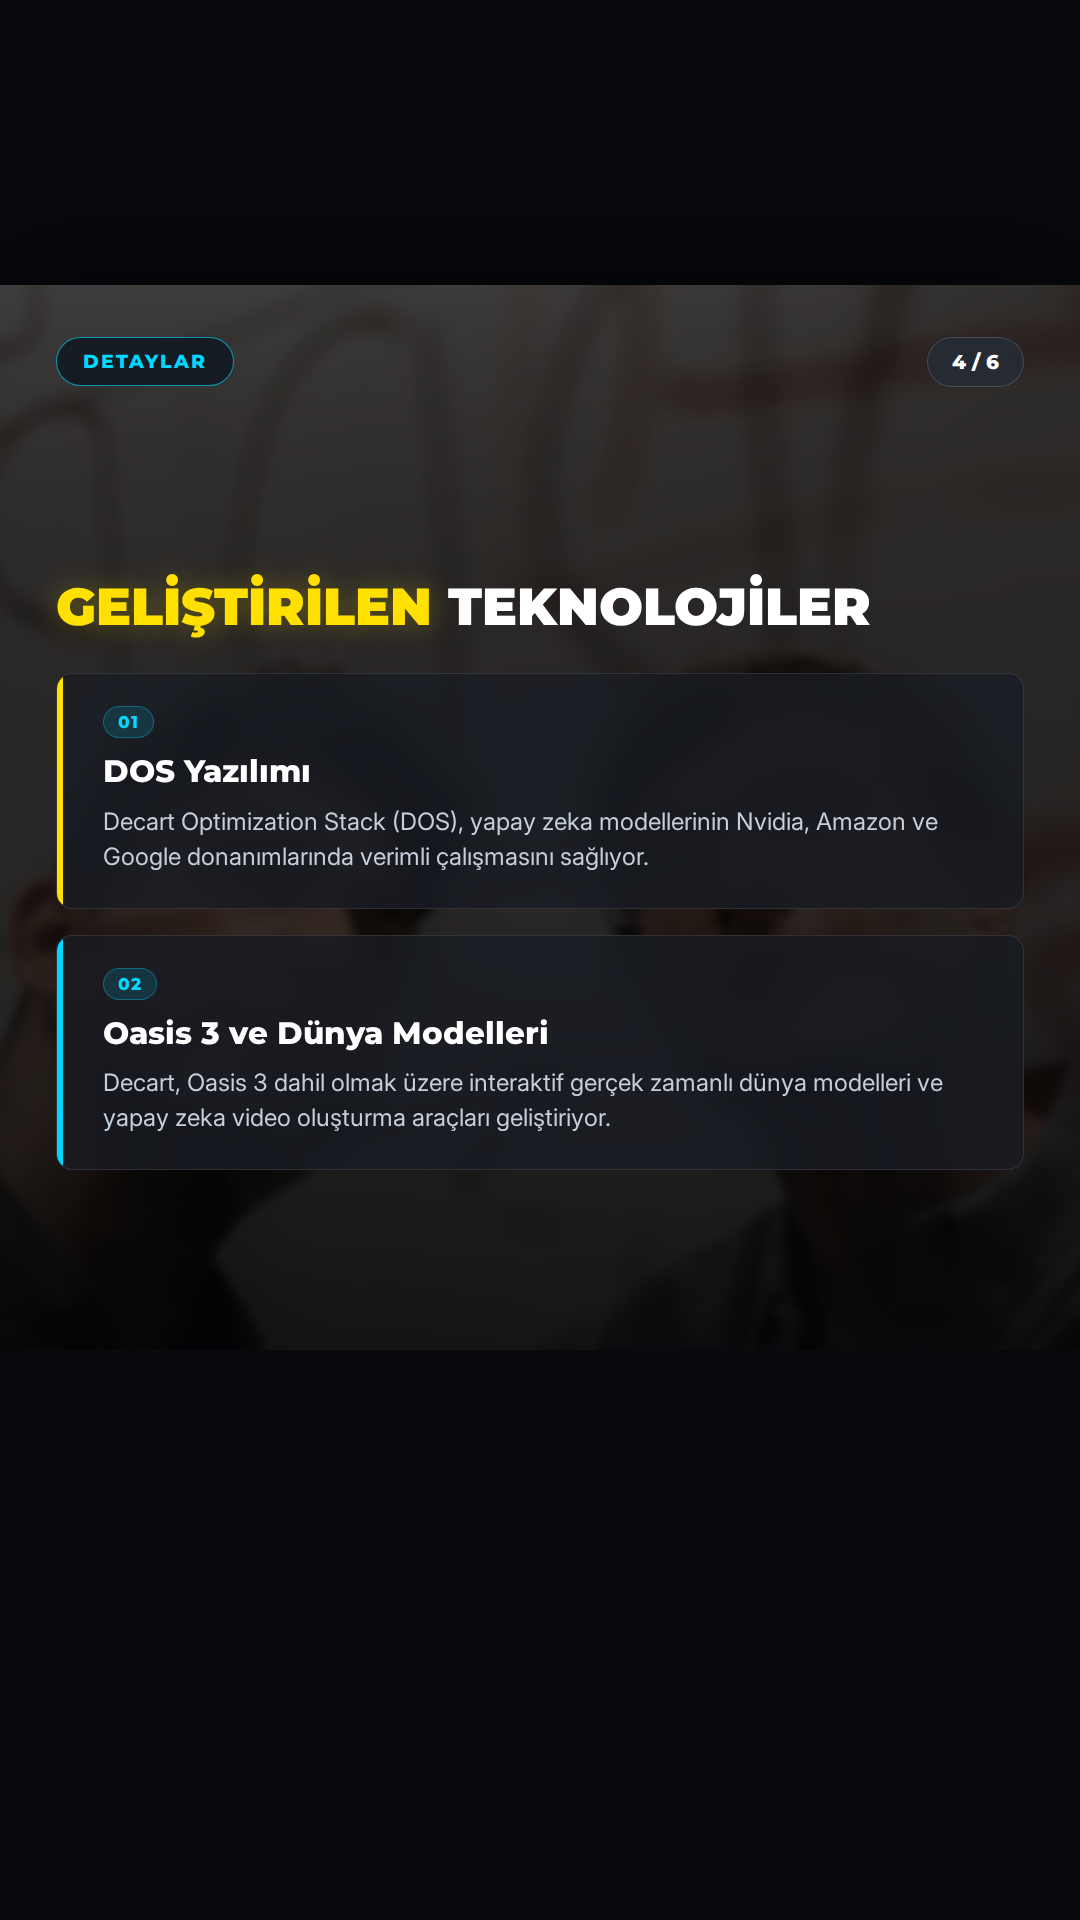 DETAYLAR
4 / 6
GELİŞTİRİLEN TEKNOLOJİLER
01
DOS Yazılımı
Decart Optimization Stack (DOS), yapay zeka modellerinin Nvidia, Amazon ve
Google donanımlarında verimli çalışmasını sağlıyor.
02
Oasis 3 ve Dünya Modelleri
Decart, Oasis 3 dahil olmak üzere interaktif gerçek zamanlı dünya modelleri ve
yapay zeka video oluşturma araçları geliştiriyor.